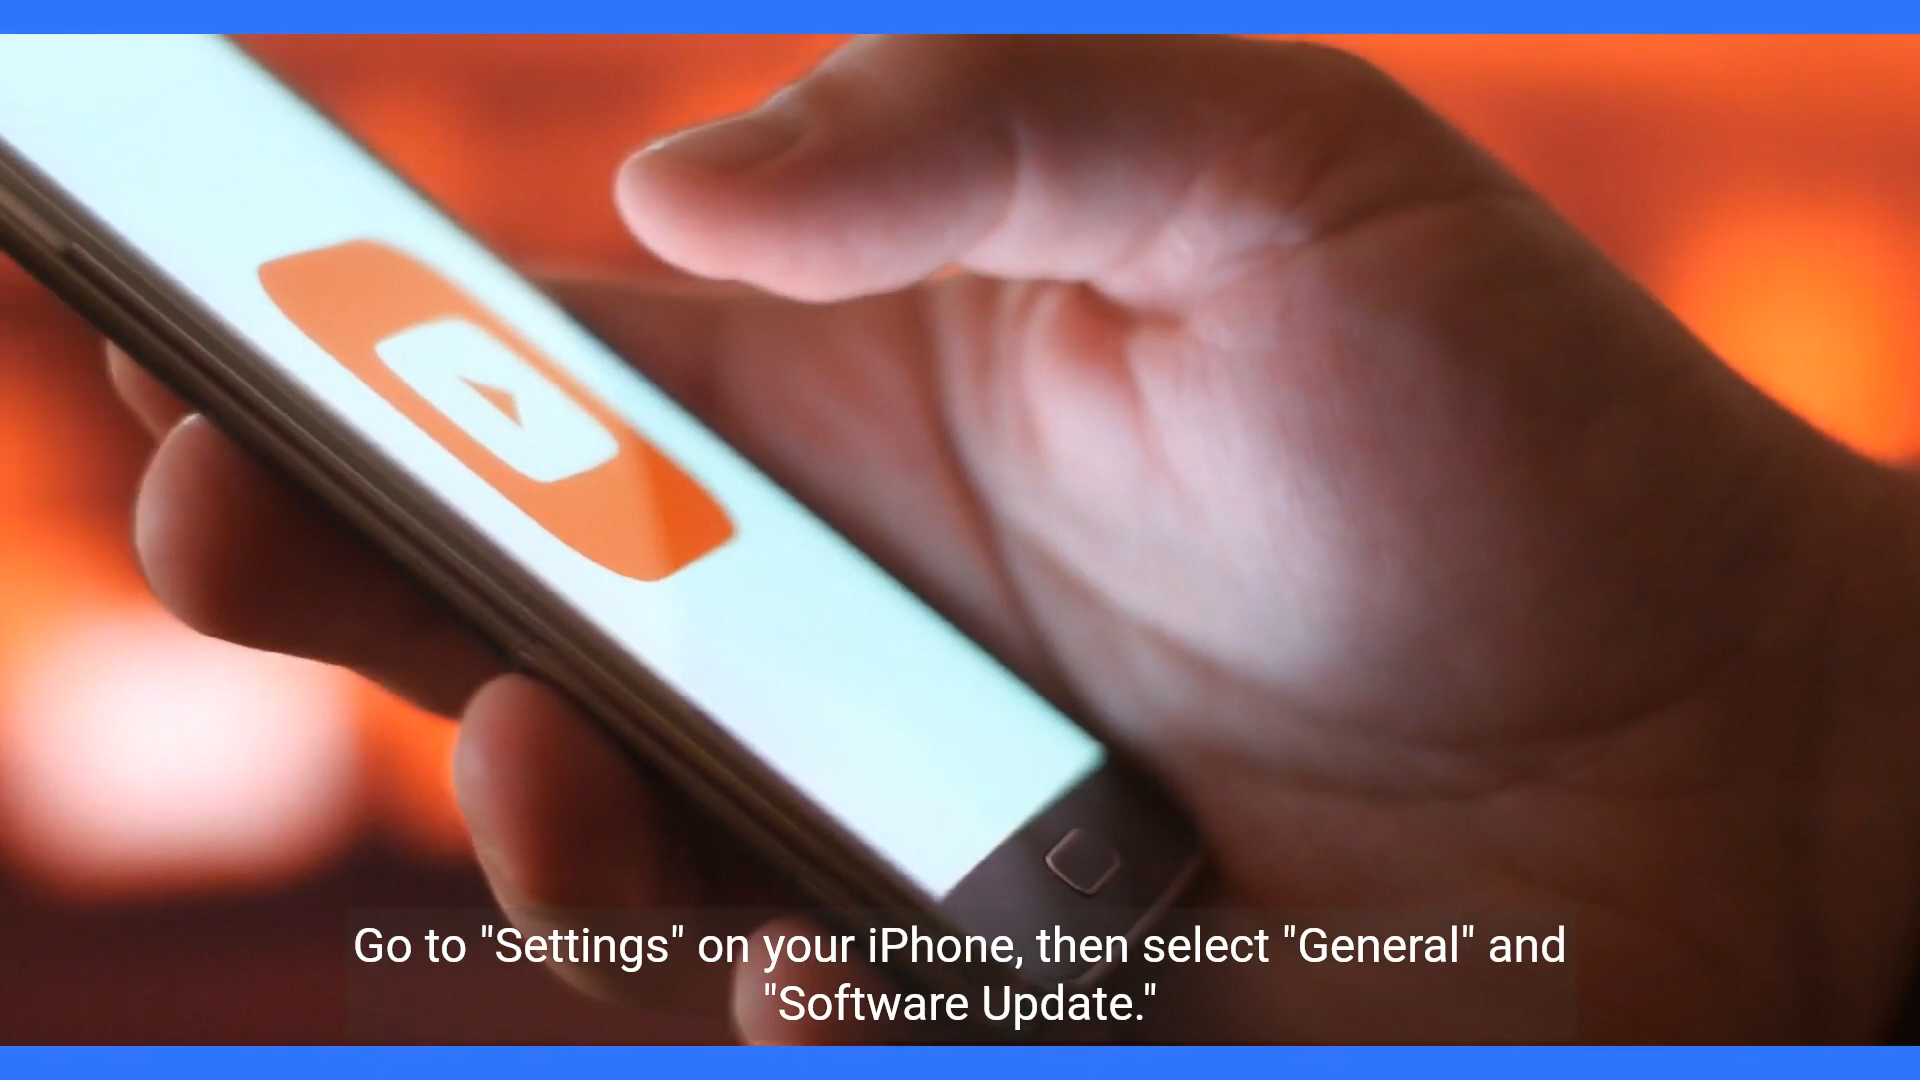 Go to "Settings" on your iPhone, then select "General" and
"Software Update."